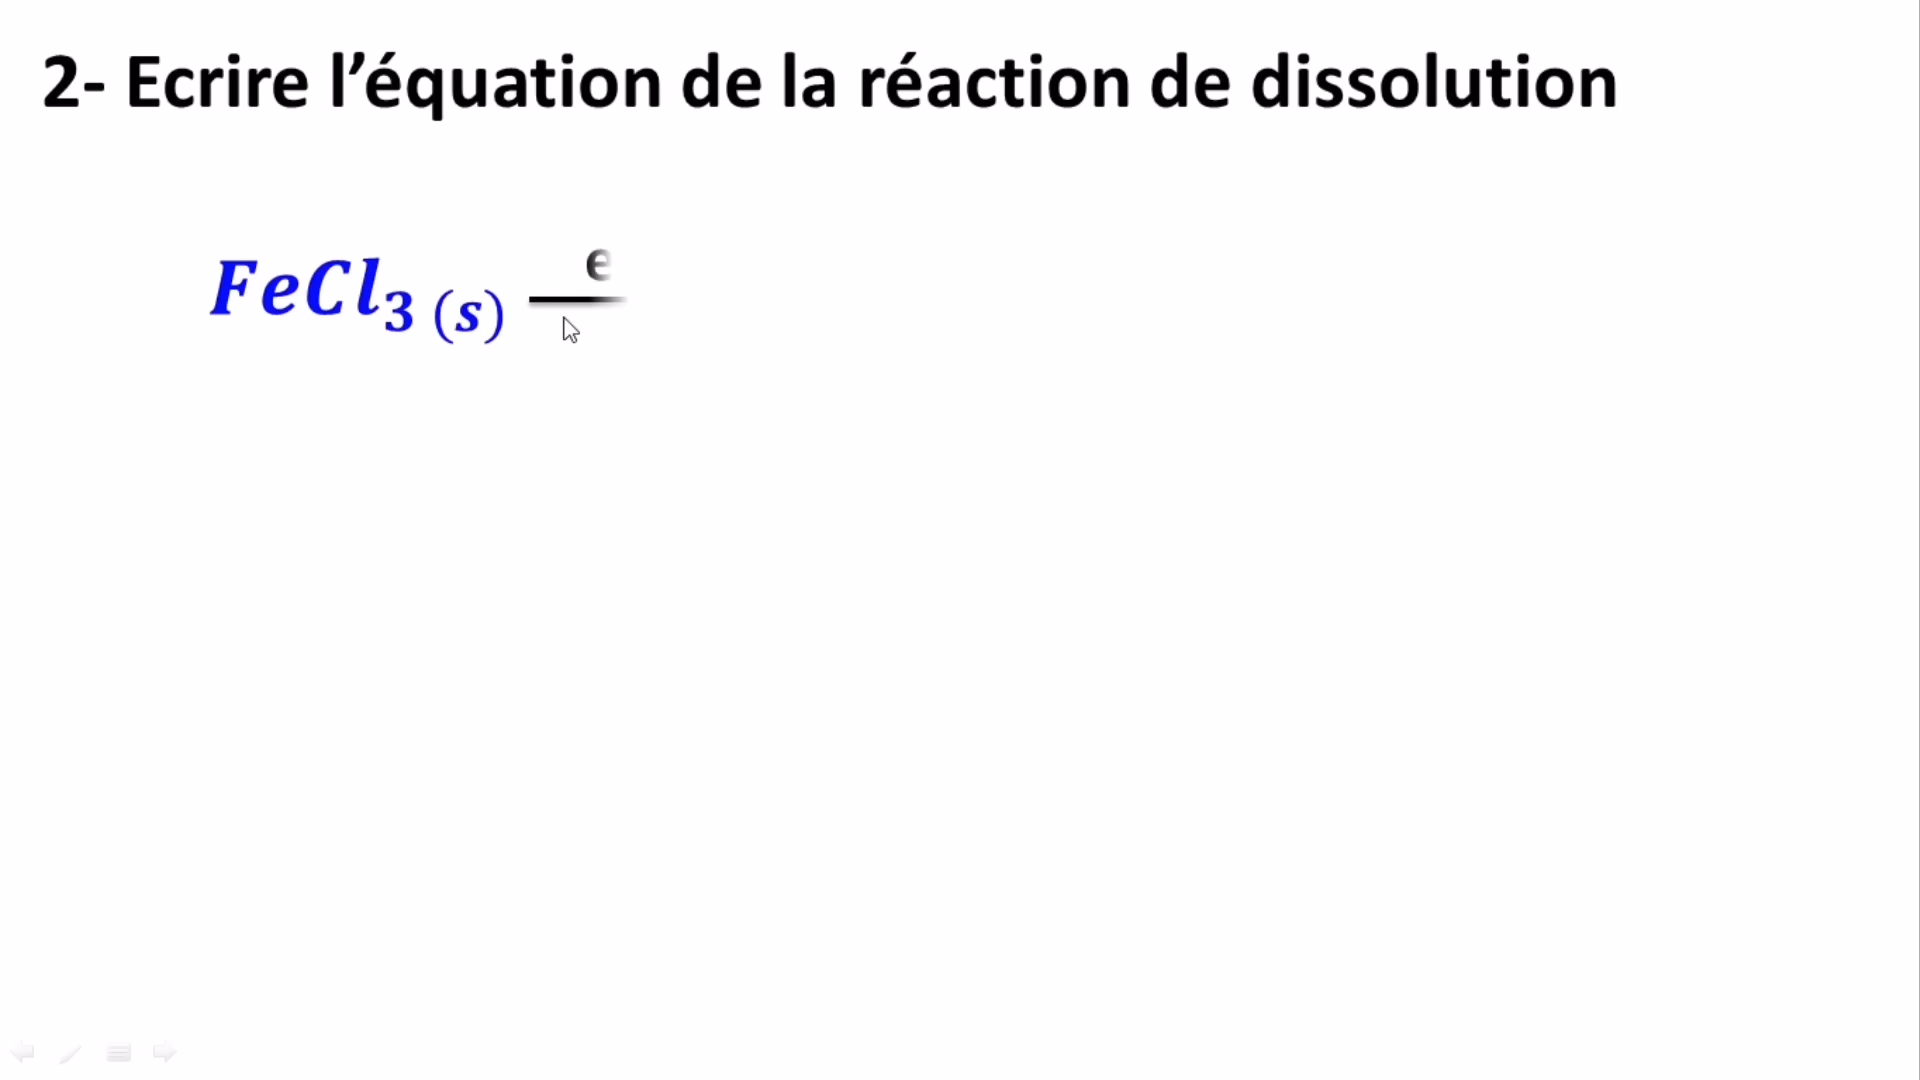 2- Ecrire l’équation de la réaction de dissolution
FeCl₃ (s) e